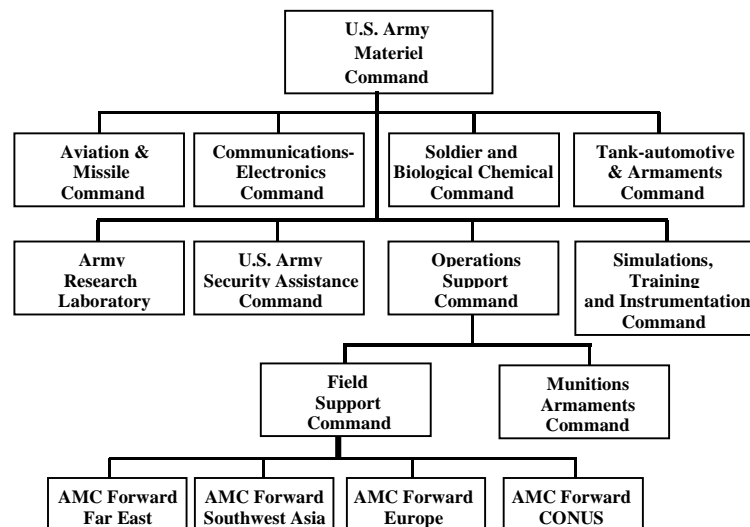 U.S. Army
Materiel
Command
Aviation &
Missile
Command
Communications-
Electronics
Command
Soldier and
Biological Chemical
Command
Tank-automotive
& Armaments
Command
Army
Research
Laboratory
U.S. Army
Security Assistance
Command
Operations
Support
Command
Simulations,
Training
and Instrumentation
Command
Field
Support
Command
Munitions
Armaments
Command
AMC Forward
Far East
AMC Forward
Southwest Asia
AMC Forward
Europe
AMC Forward
CONUS